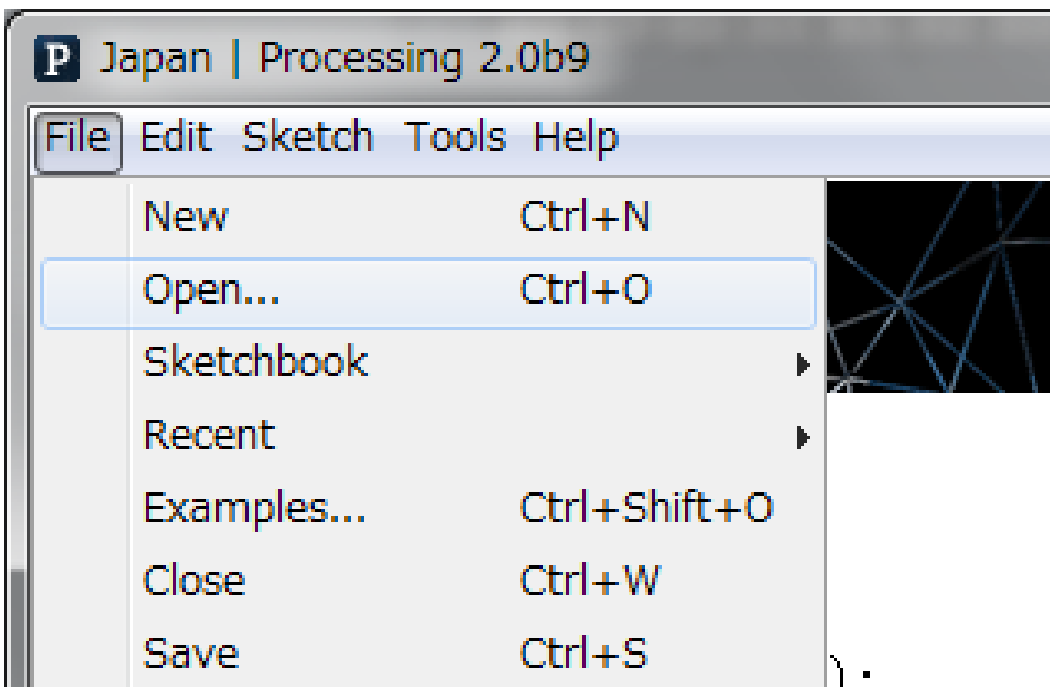 P Japan | Processing 2.0b9
File Edit Sketch Tools Help
New Ctrl+N
Open... Ctrl+O
Sketchbook
Recent
Examples... Ctrl+Shift+O
Close Ctrl+W
Save Ctrl+S
) .